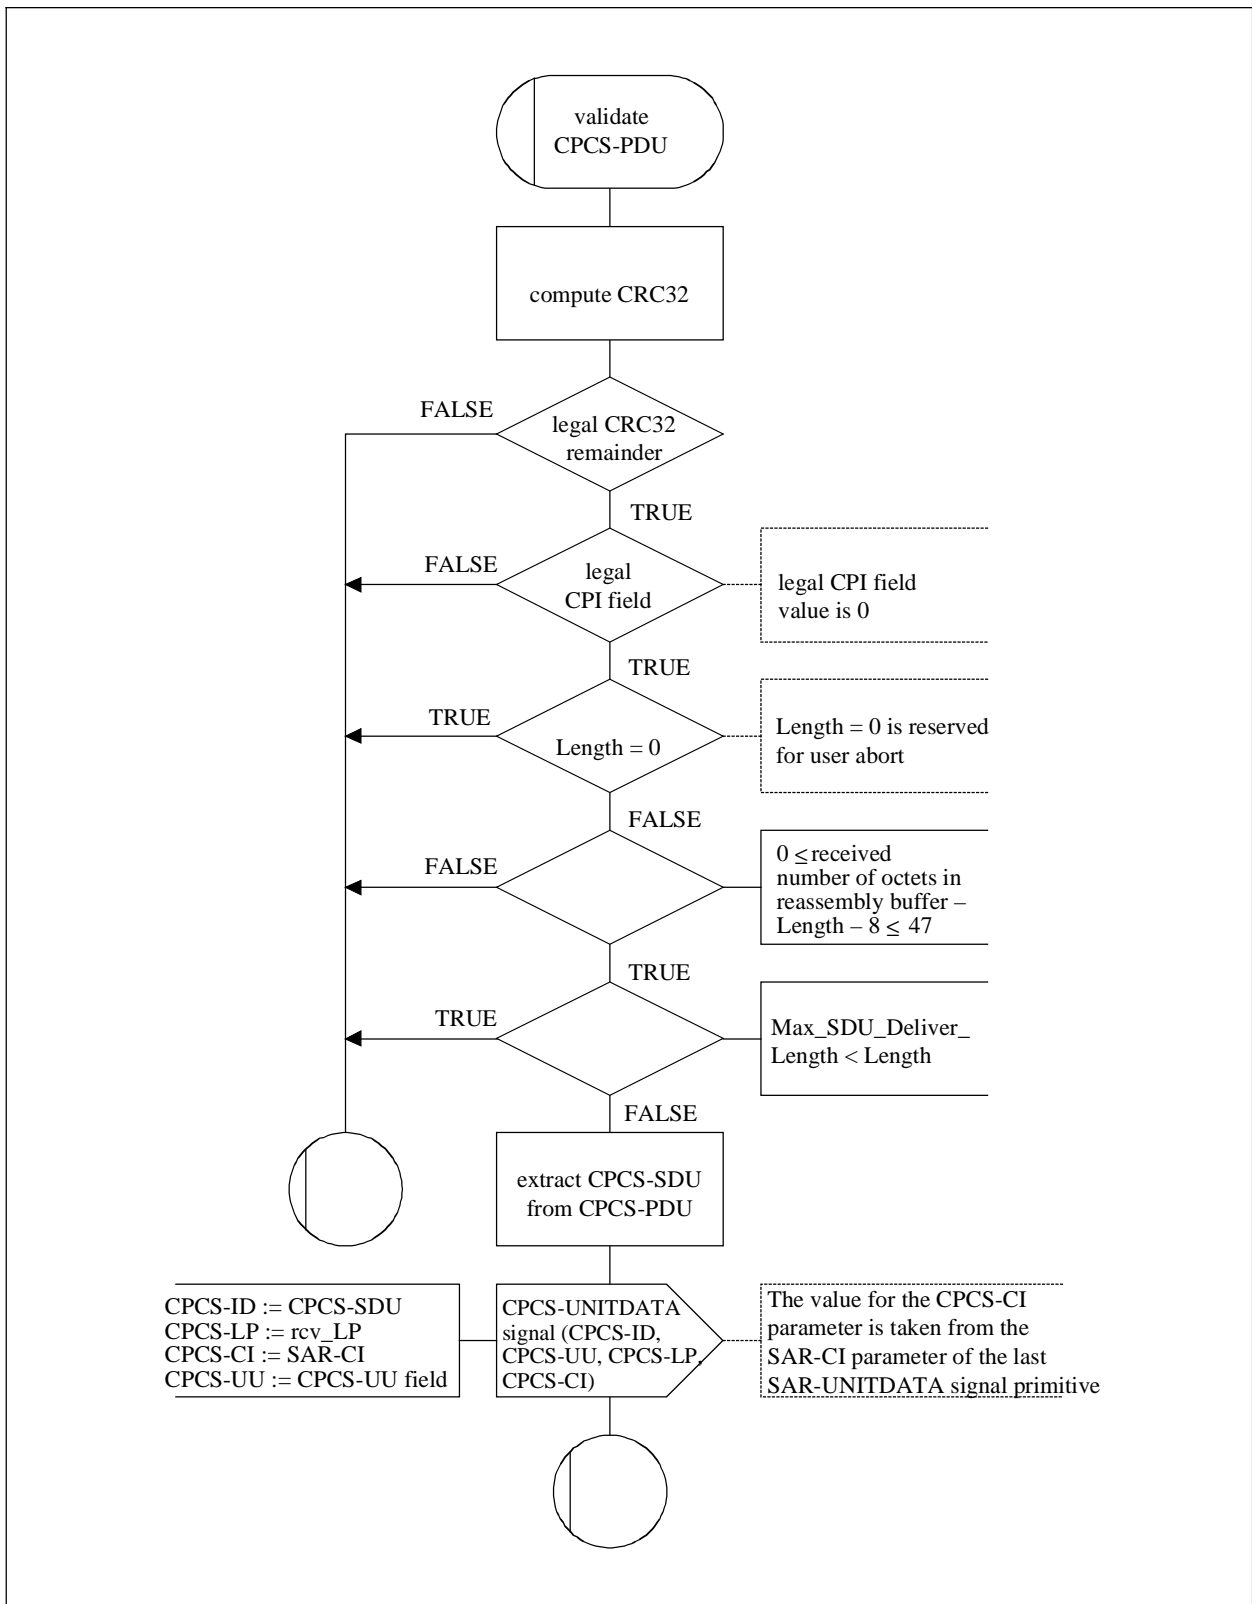 validate
CPCS-PDU
compute CRC32
FALSE
legal CRC32
remainder
TRUE
FALSE
legal
CPI field
legal CPI field
value is 0
TRUE
TRUE
Length = 0
Length = 0 is reserved
for user abort
FALSE
FALSE
0 ≤ received
number of octets in
reassembly buffer –
Length – 8 ≤ 47
TRUE
TRUE
Max_SDU_Deliver_
Length < Length
FALSE
extract CPCS-SDU
from CPCS-PDU
CPCS-ID := CPCS-SDU
CPCS-LP := rcv_LP
CPCS-CI := SAR-CI
CPCS-UU := CPCS-UU field
CPCS-UNITDATA
signal (CPCS-ID,
CPCS-UU, CPCS-LP,
CPCS-CI)
The value for the CPCS-CI
parameter is taken from the
SAR-CI parameter of the last
SAR-UNITDATA signal primitive